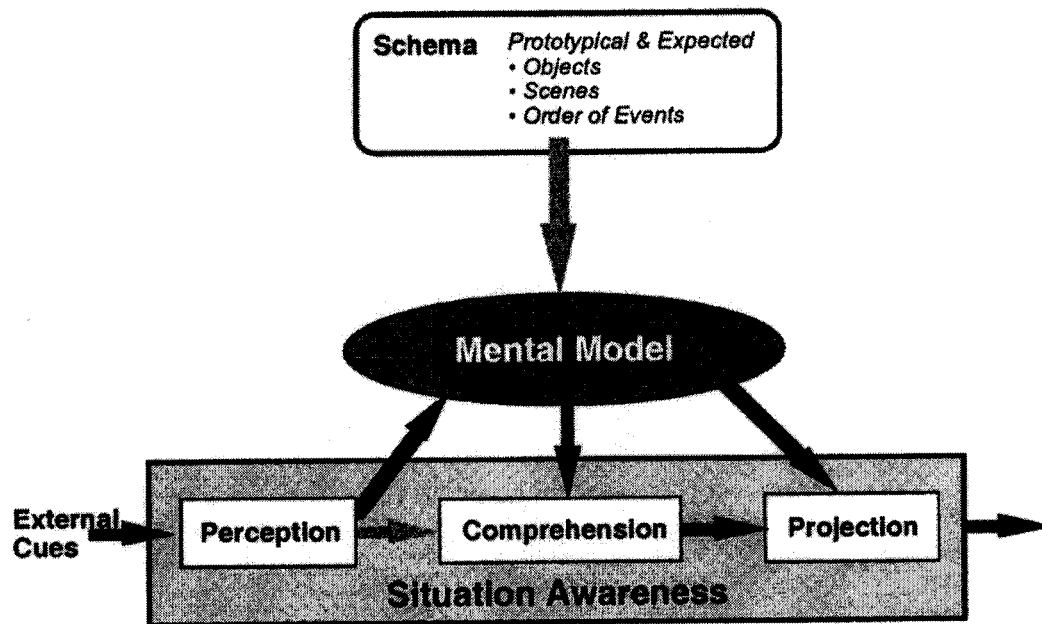 Schema Prototypical & Expected
• Objects
• Scenes
• Order of Events
Mental Model
External
Cues
Perception
Comprehension
Projection
Situation Awareness